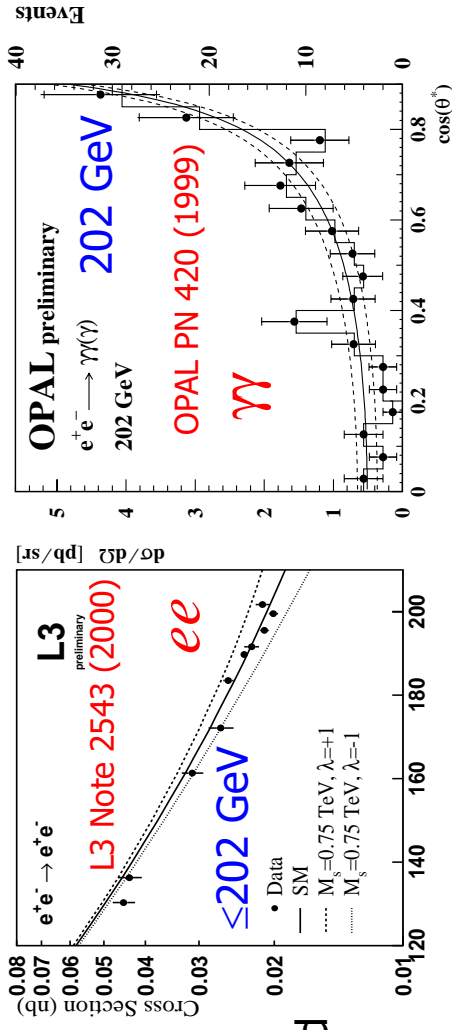 Cross Section (nb)
0.08
0.07
0.06
0.05
0.04
0.03
0.02
0.01
e⁺e⁻ → e⁺e⁻
L3
preliminary
L3 Note 2543 (2000)
ee
≤202 GeV
Data
SM
Mₛ=0.75 TeV, λ=+1
Mₛ=0.75 TeV, λ=-1
120
140
160
180
200
dσ/dΩ [pb/sr]
5
4
3
2
1
0
OPAL preliminary
e⁺e⁻ → γγ(γ)
202 GeV
202 GeV
OPAL PN 420 (1999)
γγ
Events
40
30
20
10
0
0
0.2
0.4
0.6
0.8
cos(θ*)